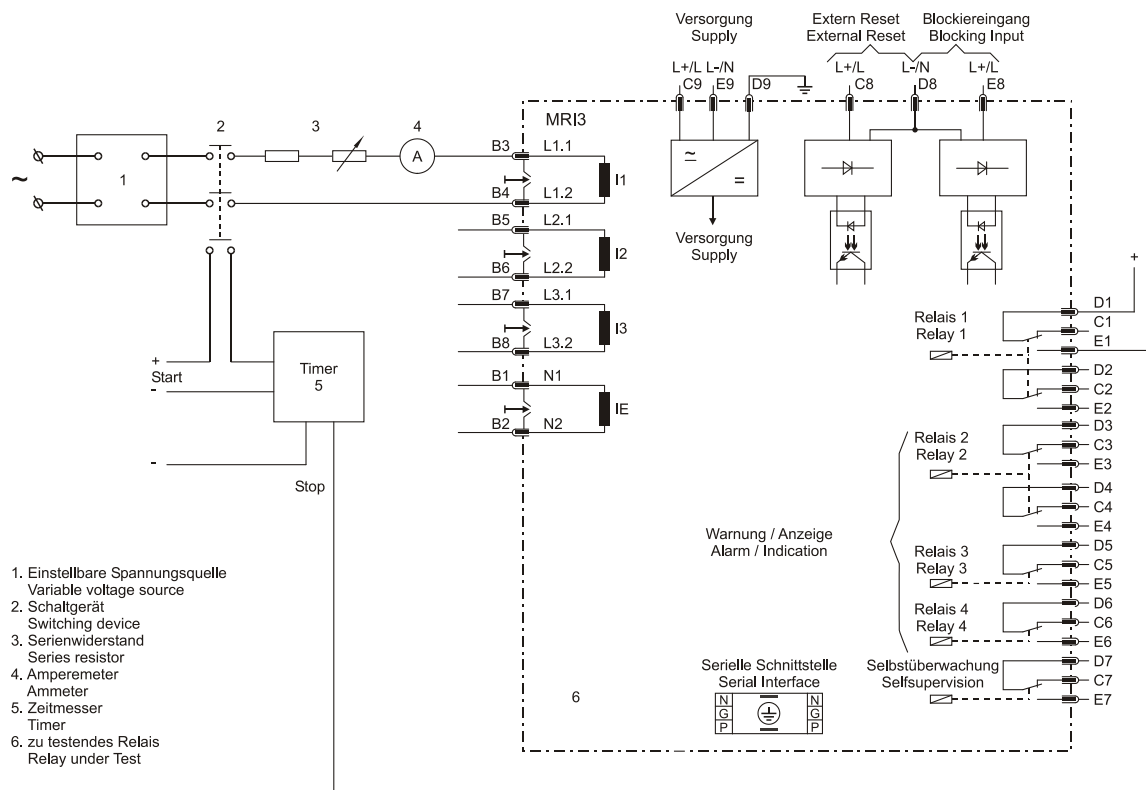 Versorgung
Supply
Extern Reset
External Reset
Blockiereingang
Blocking Input
L+/L L-/N
C9 E9 D9
L+/L L-/N L+/L
C8 D8 E8
MRI3
2 3 4
A
1
~
B3 L1.1
I1
B4 L1.2
B5 L2.1
I2
B6 L2.2
B7 L3.1
I3
B8 L3.2
B1 N1
IE
B2 N2
~
=
Versorgung
Supply
+
Start
-
-
Timer
5
Stop
+
Relais 1
Relay 1
D1
C1
E1
D2
C2
E2
Relais 2
Relay 2
D3
C3
E3
D4
C4
E4
Warnung / Anzeige
Alarm / Indication
Relais 3
Relay 3
D5
C5
E5
Relais 4
Relay 4
D6
C6
E6
Selbstüberwachung
Selfsupervision
D7
C7
E7
Serielle Schnittstelle
Serial Interface
N N
G G
P P
6
1. Einstellbare Spannungsquelle
Variable voltage source
2. Schaltgerät
Switching device
3. Serienwiderstand
Series resistor
4. Amperemeter
Ammeter
5. Zeitmesser
Timer
6. zu testendes Relais
Relay under Test